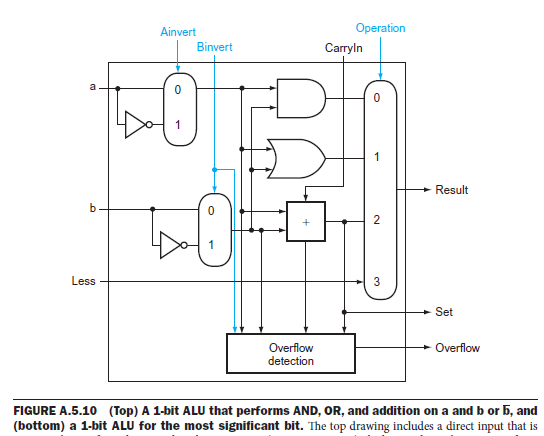 Ainvert
Operation
Binvert
CarryIn
a
0
0
1
1
b
0
+
2
1
Less
3
Result
Set
Overflow detection
Overflow
FIGURE A.5.10 (Top) A 1-bit ALU that performs AND, OR, and addition on a and b or b̅, and
(bottom) a 1-bit ALU for the most significant bit. The top drawing includes a direct input that is